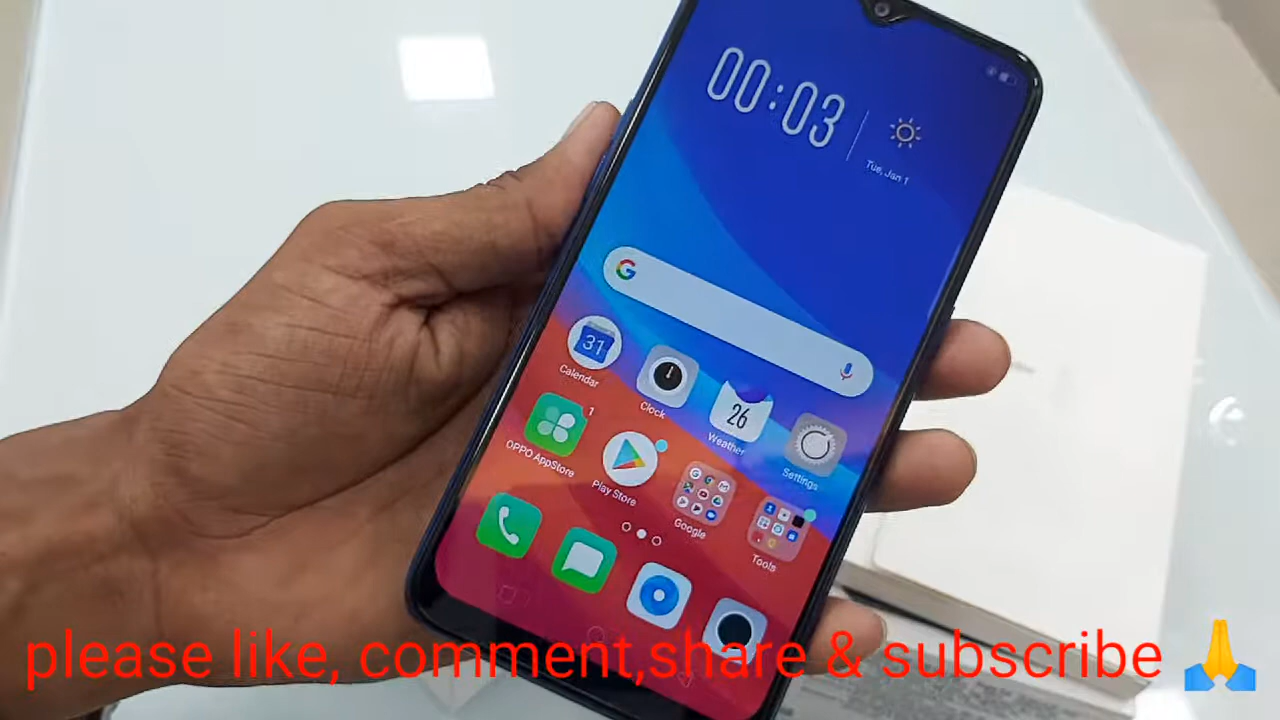 00:03
Tue, Jan 1
G
31
Calendar
Clock
26
Weather
Settings
1
OPPO AppStore
Play Store
Google
Tools
please like, comment,share & subscribe 🙏